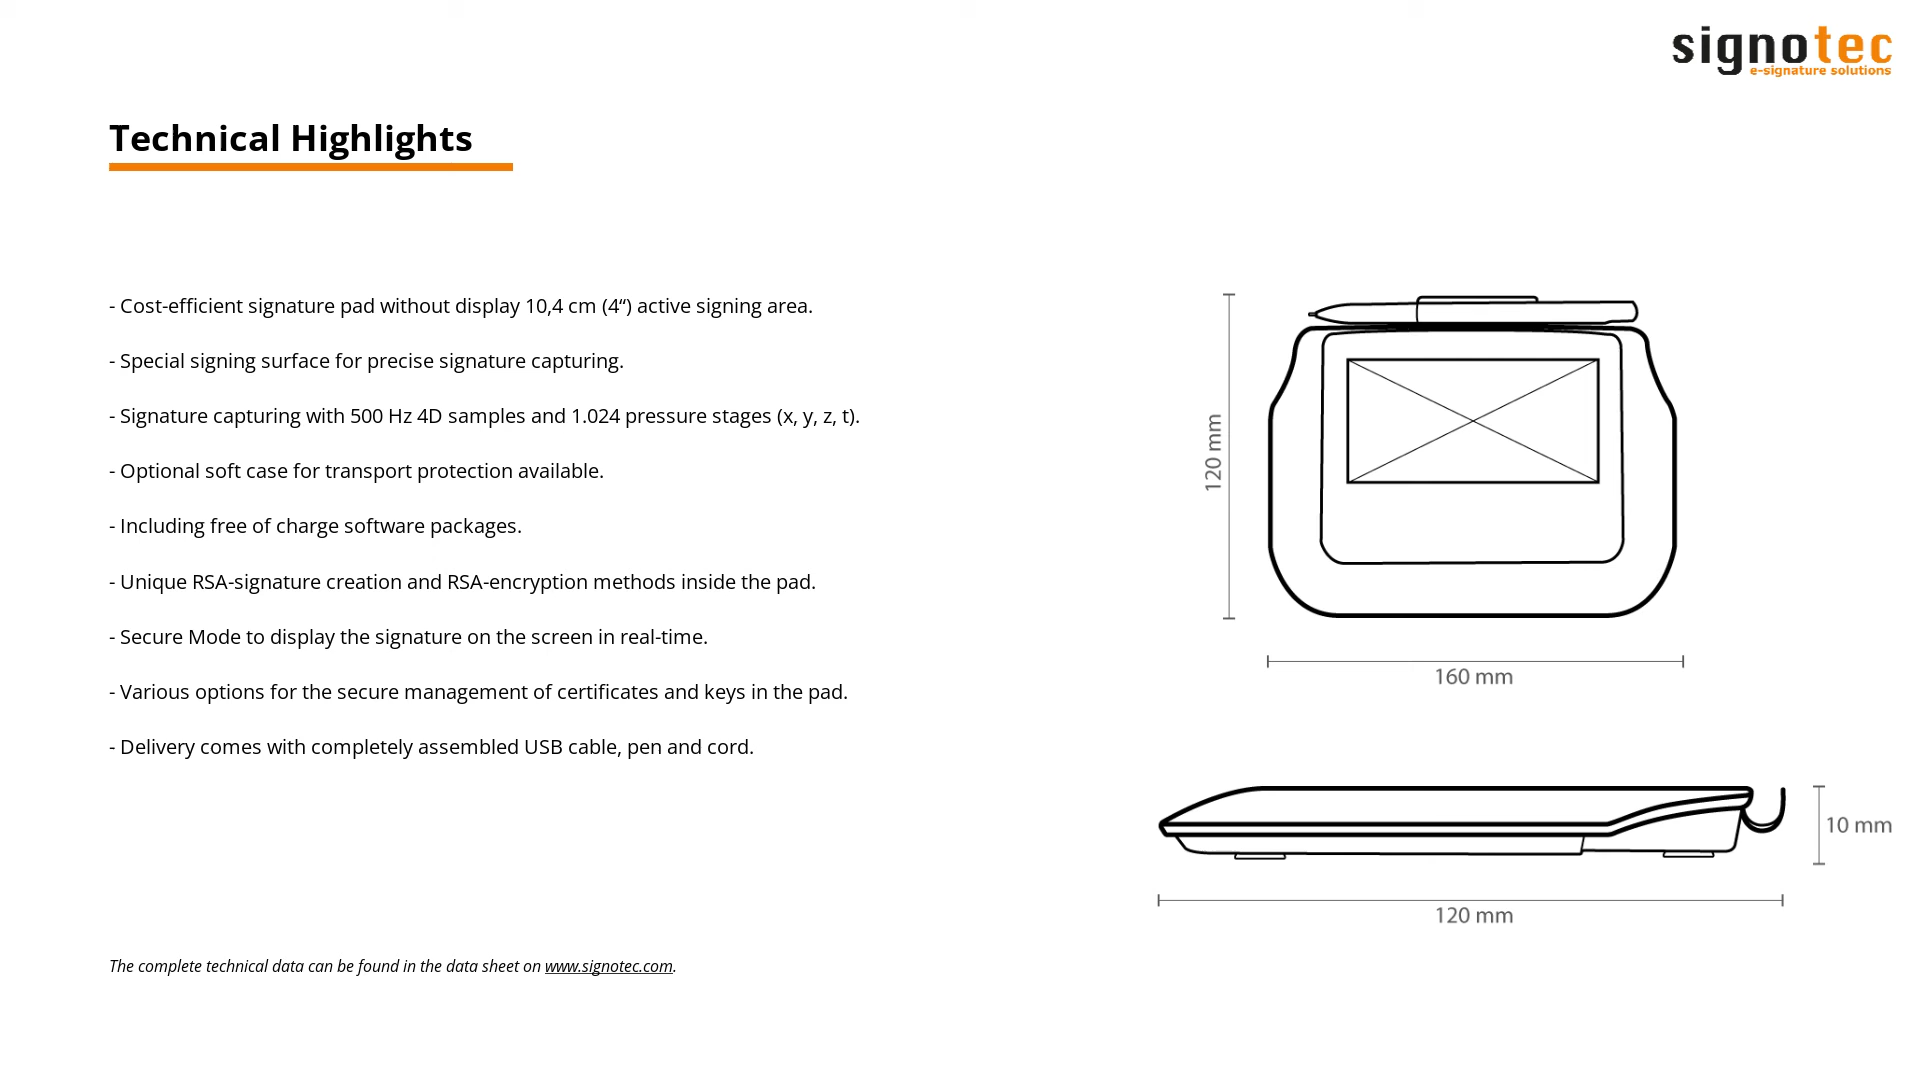 signotec
e-signature solutions
Technical Highlights
- Cost-efficient signature pad without display 10,4 cm (4“) active signing area.
- Special signing surface for precise signature capturing.
- Signature capturing with 500 Hz 4D samples and 1.024 pressure stages (x, y, z, t).
- Optional soft case for transport protection available.
- Including free of charge software packages.
- Unique RSA-signature creation and RSA-encryption methods inside the pad.
- Secure Mode to display the signature on the screen in real-time.
- Various options for the secure management of certificates and keys in the pad.
- Delivery comes with completely assembled USB cable, pen and cord.
The complete technical data can be found in the data sheet on www.signotec.com.
120 mm
160 mm
10 mm
120 mm